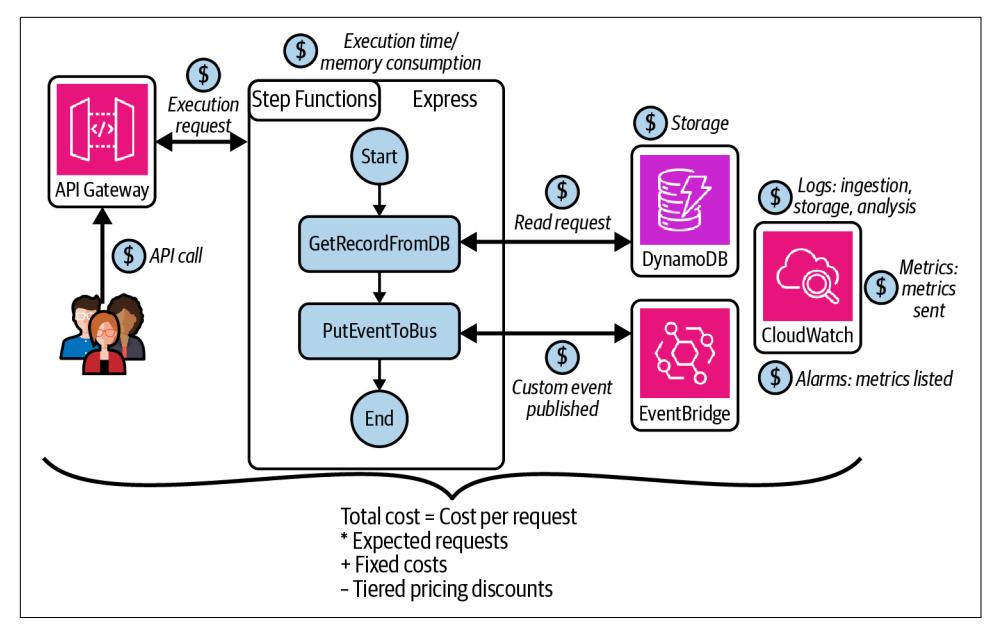 $
Execution time/
memory consumption
$
Execution
request
Step Functions
Express
</>
API Gateway
Start
$
Storage
$
Read request
$
Logs: ingestion,
storage, analysis
GetRecordFromDB
DynamoDB
$
API call
$
Metrics:
metrics
sent
PutEventToBus
CloudWatch
$
Custom event
published
$
Alarms: metrics listed
End
EventBridge
Total cost = Cost per request
* Expected requests
+ Fixed costs
– Tiered pricing discounts